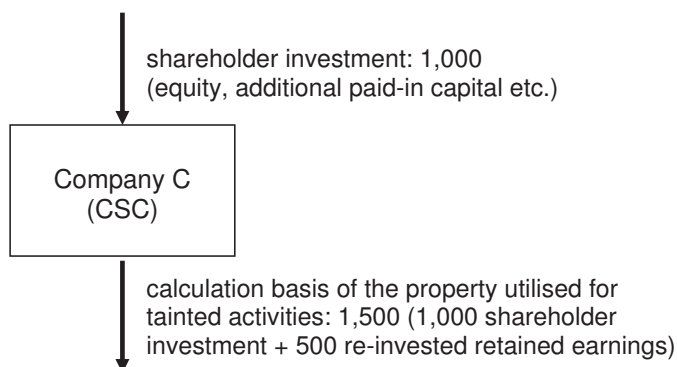 shareholder investment: 1,000
(equity, additional paid-in capital etc.)
Company C
(CSC)
calculation basis of the property utilised for
tainted activities: 1,500 (1,000 shareholder
investment + 500 re-invested retained earnings)